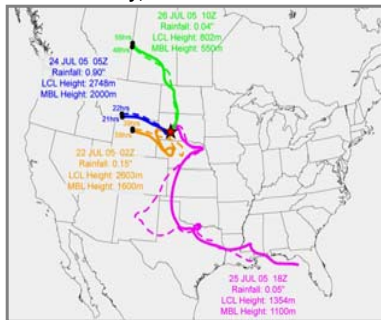 26 JUL 05 10Z
Rainfall: 0.04"
LCL Height: 802m
MBL Height: 550m
24 JUL 05 05Z
Rainfall: 0.90"
LCL Height: 2748m
MBL Height: 2000m
22hrs
21hrs
22 JUL 05 02Z
Rainfall: 0.15"
LCL Height: 2603m
MBL Height: 1600m
25 JUL 05 18Z
Rainfall: 0.05"
LCL Height: 1354m
MBL Height: 1100m